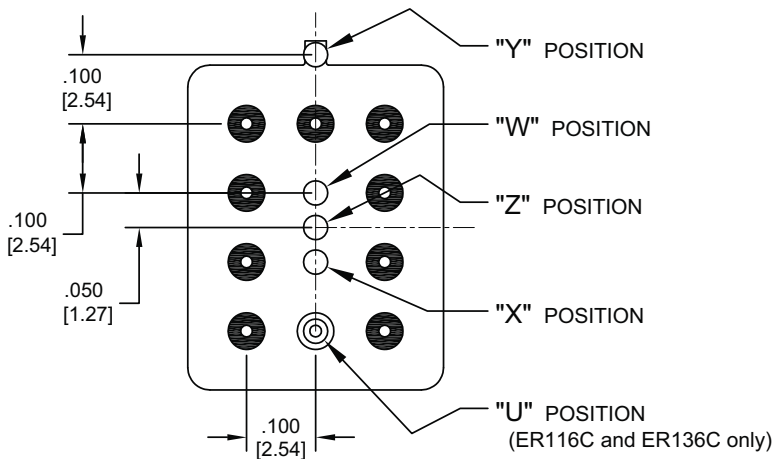 "Y" POSITION
.100
[2.54]
"W" POSITION
"Z" POSITION
.100
[2.54]
.050
[1.27]
"X" POSITION
"U" POSITION
(ER116C and ER136C only)
.100
[2.54]